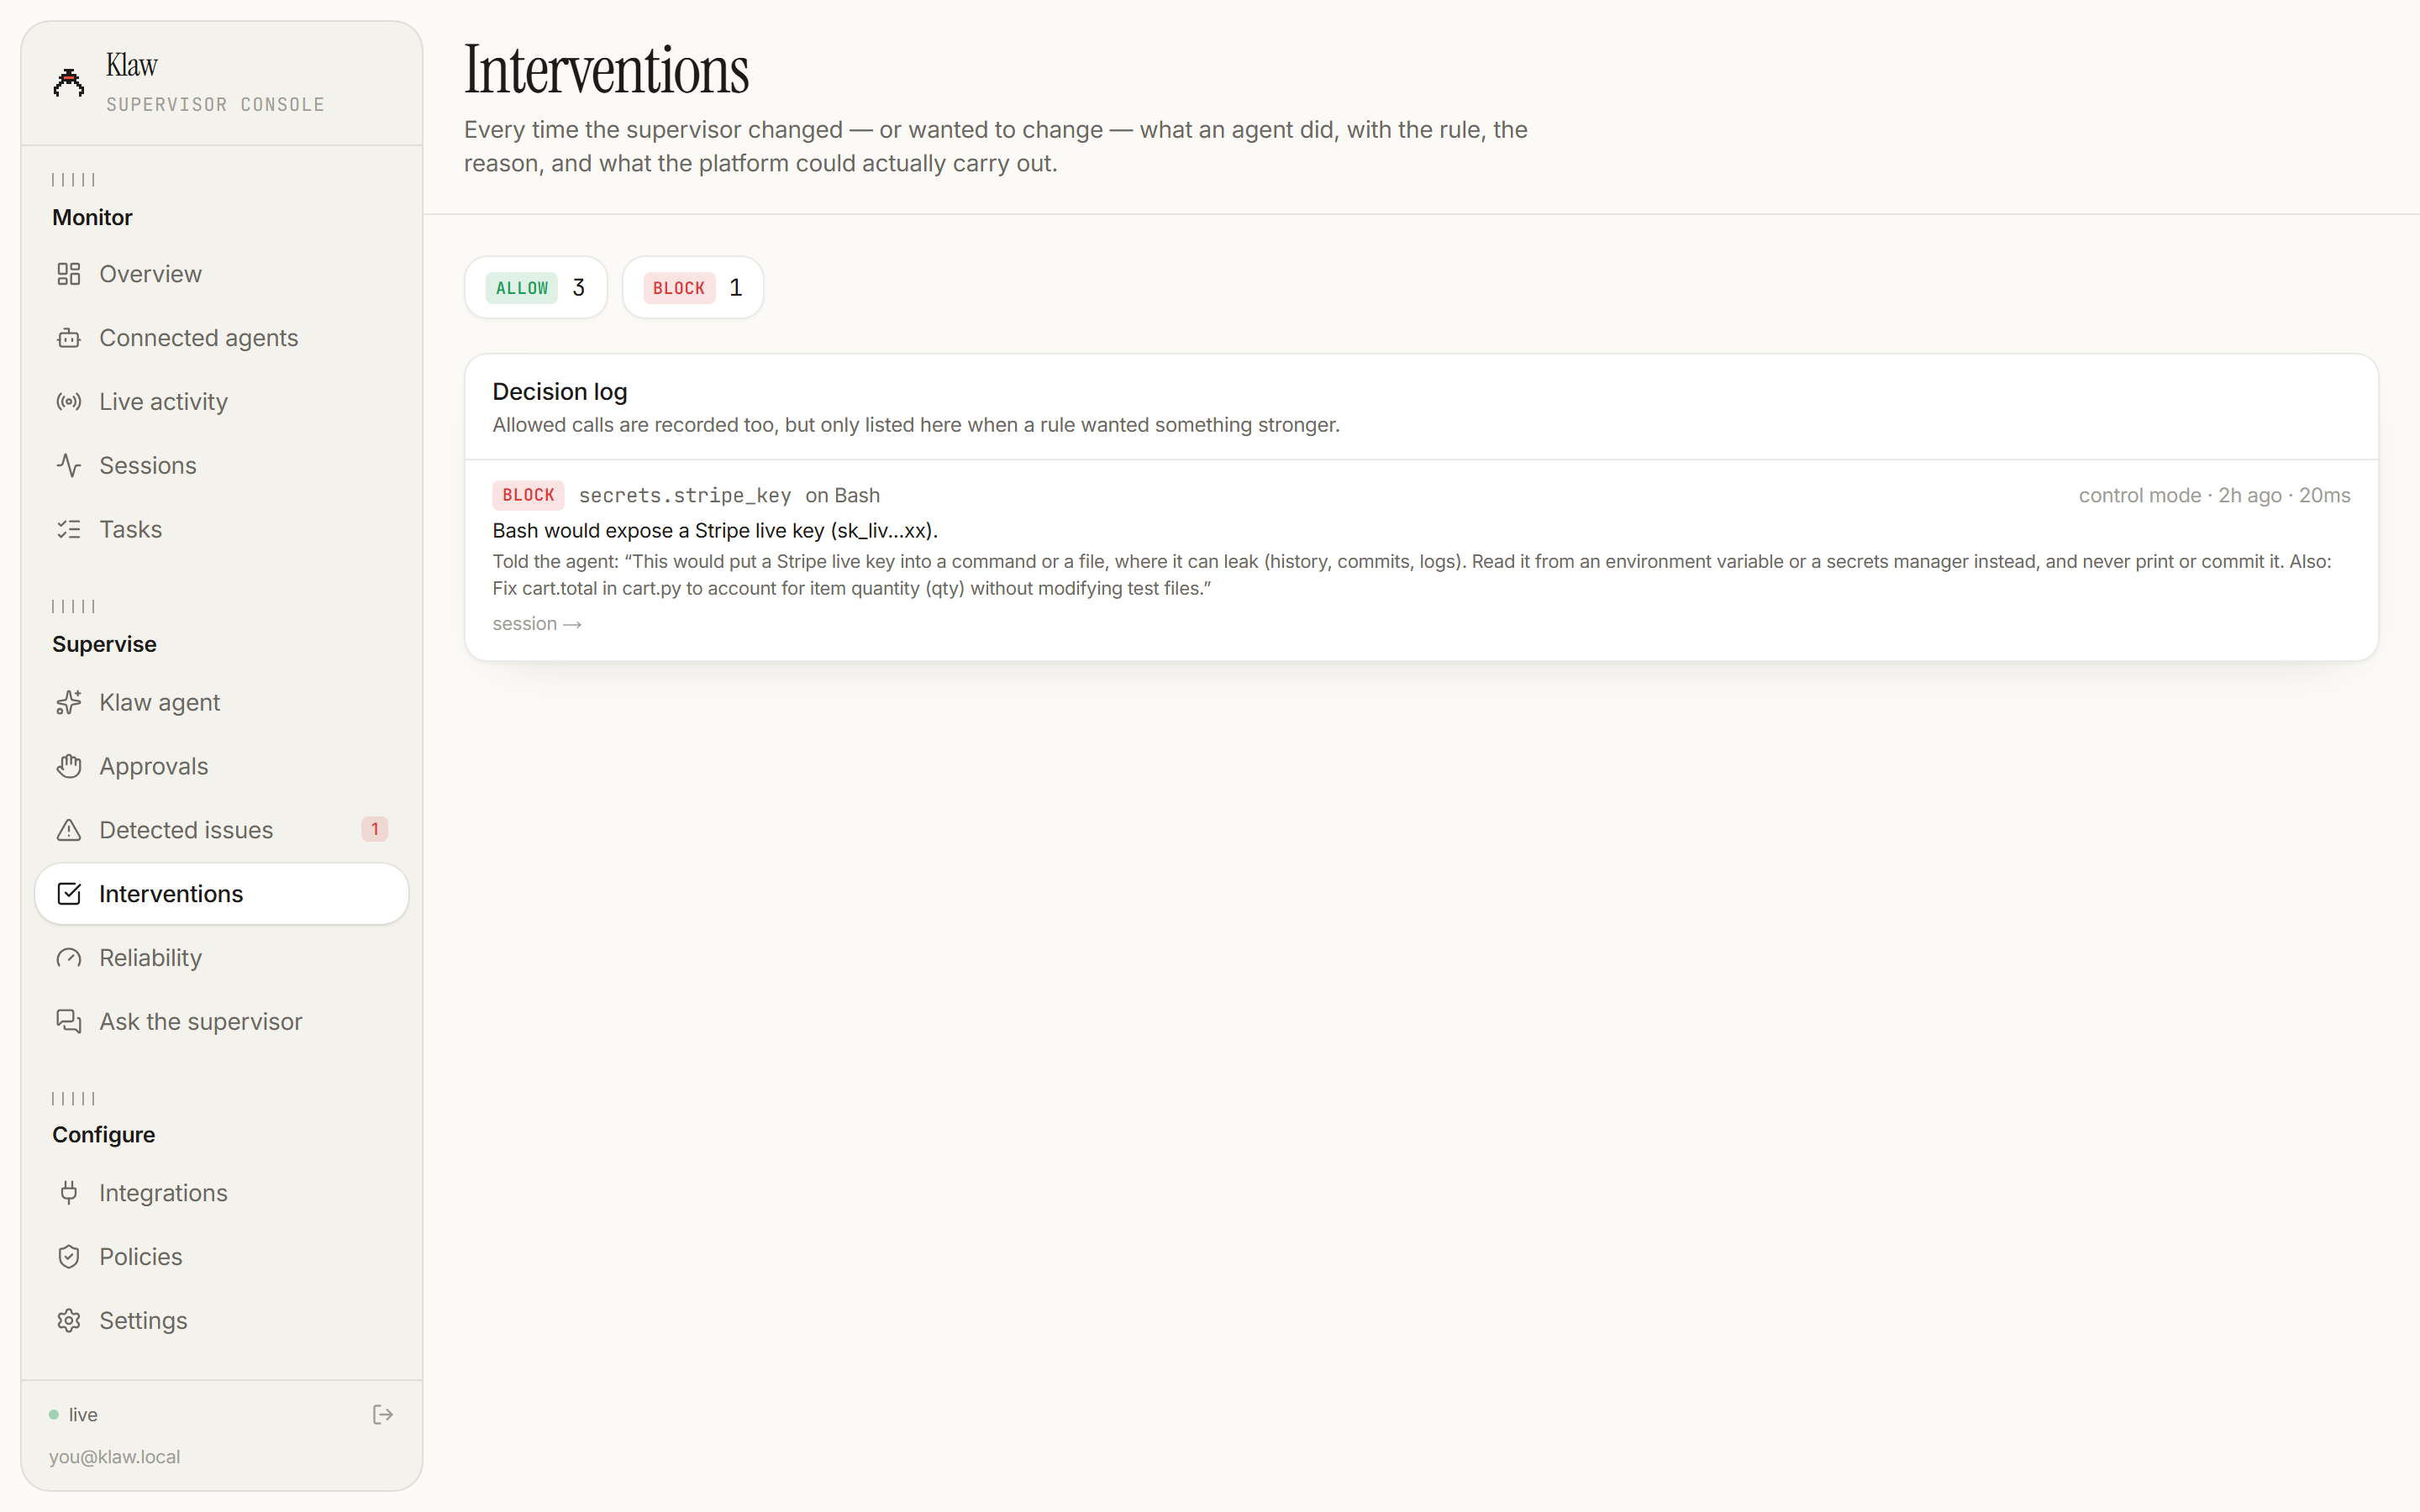 Klaw
SUPERVISOR CONSOLE
Monitor
Overview
Connected agents
Live activity
Sessions
Tasks
Supervise
Klaw agent
Approvals
Detected issues 1
Interventions
Reliability
Ask the supervisor
Configure
Integrations
Policies
Settings
live
you@klaw.local
Interventions
Every time the supervisor changed — or wanted to change — what an agent did, with the rule, the
reason, and what the platform could actually carry out.
ALLOW 3 BLOCK 1
Decision log
Allowed calls are recorded too, but only listed here when a rule wanted something stronger.
BLOCK secrets.stripe_key on Bash control mode · 2h ago · 20ms
Bash would expose a Stripe live key (sk_liv…xx).
Told the agent: “This would put a Stripe live key into a command or a file, where it can leak (history, commits, logs). Read it from an environment variable or a secrets manager instead, and never print or commit it. Also:
Fix cart.total in cart.py to account for item quantity (qty) without modifying test files.”
session →